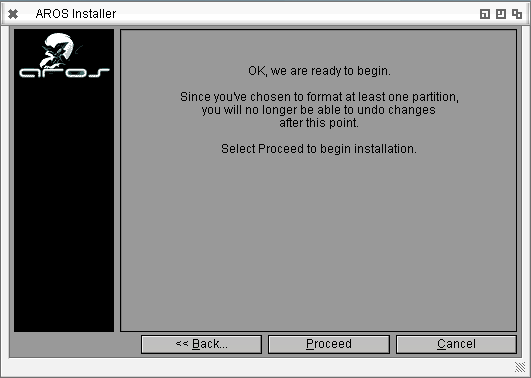 AROS Installer
aros
OK, we are ready to begin.
Since you've chosen to format at least one partition,
you will no longer be able to undo changes
after this point.
Select Proceed to begin installation.
<< Back...
Proceed
Cancel